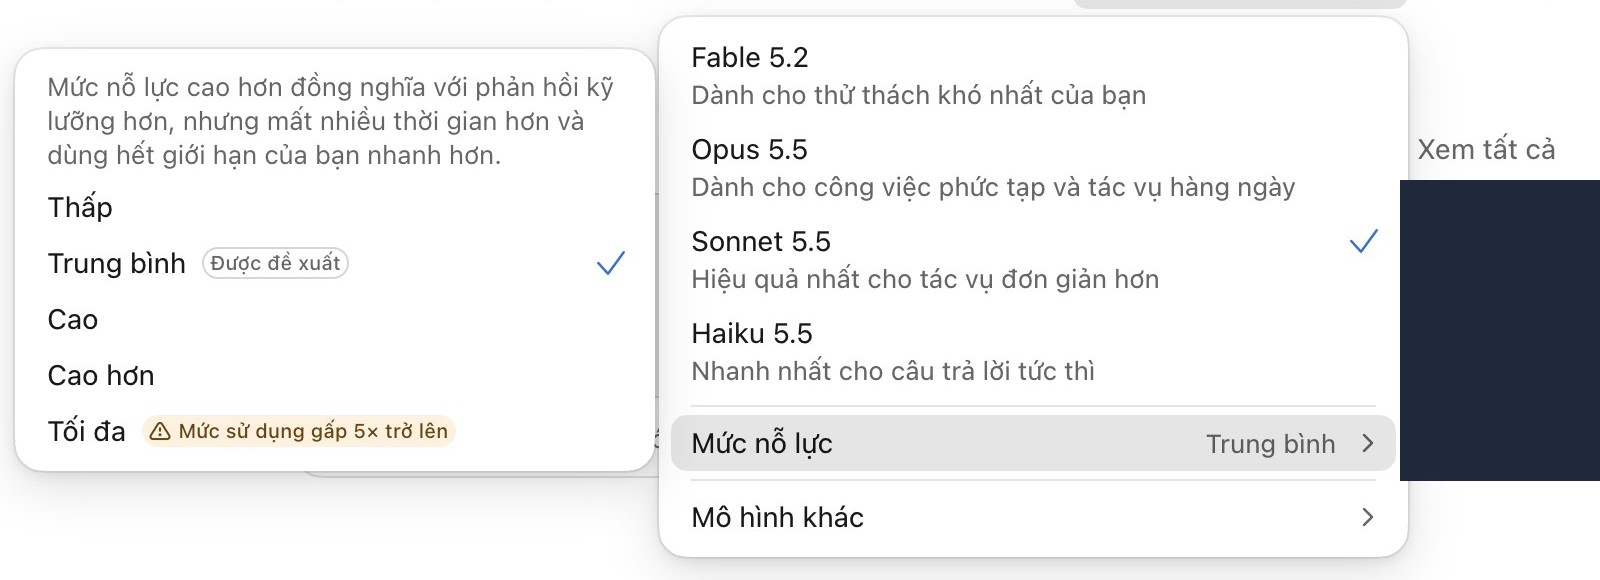 Mức nỗ lực cao hơn đồng nghĩa với phản hồi kỹ
lưỡng hơn, nhưng mất nhiều thời gian hơn và
dùng hết giới hạn của bạn nhanh hơn.
Thấp
Trung bình Được đề xuất
Cao
Cao hơn
Tối đa Mức sử dụng gấp 5× trở lên
Fable 5.2
Dành cho thử thách khó nhất của bạn
Opus 5.5
Dành cho công việc phức tạp và tác vụ hàng ngày
Sonnet 5.5
Hiệu quả nhất cho tác vụ đơn giản hơn
Haiku 5.5
Nhanh nhất cho câu trả lời tức thì
Mức nỗ lực Trung bình
Mô hình khác
Xem tất cả